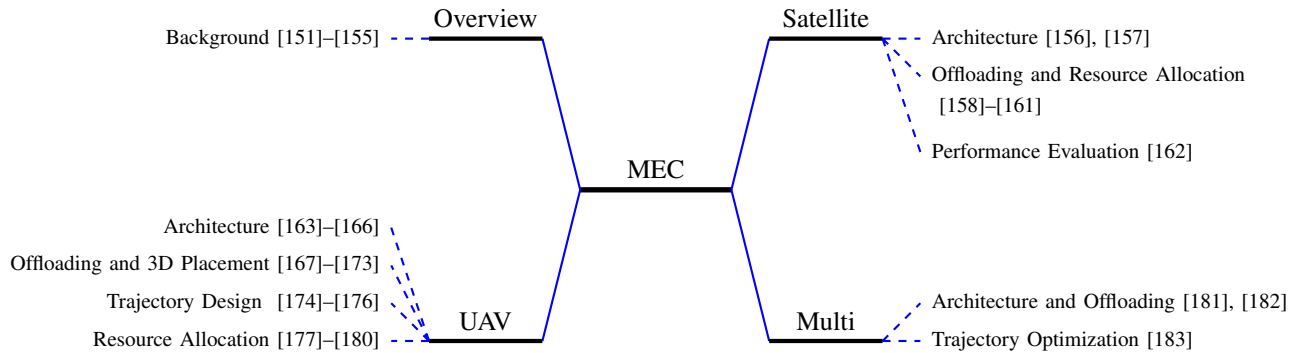 Overview
Background [151]–[155]
Satellite
Architecture [156], [157]
Offloading and Resource Allocation
[158]–[161]
Performance Evaluation [162]
MEC
Architecture [163]–[166]
Offloading and 3D Placement [167]–[173]
Trajectory Design [174]–[176]
UAV
Resource Allocation [177]–[180]
Multi
Architecture and Offloading [181], [182]
Trajectory Optimization [183]